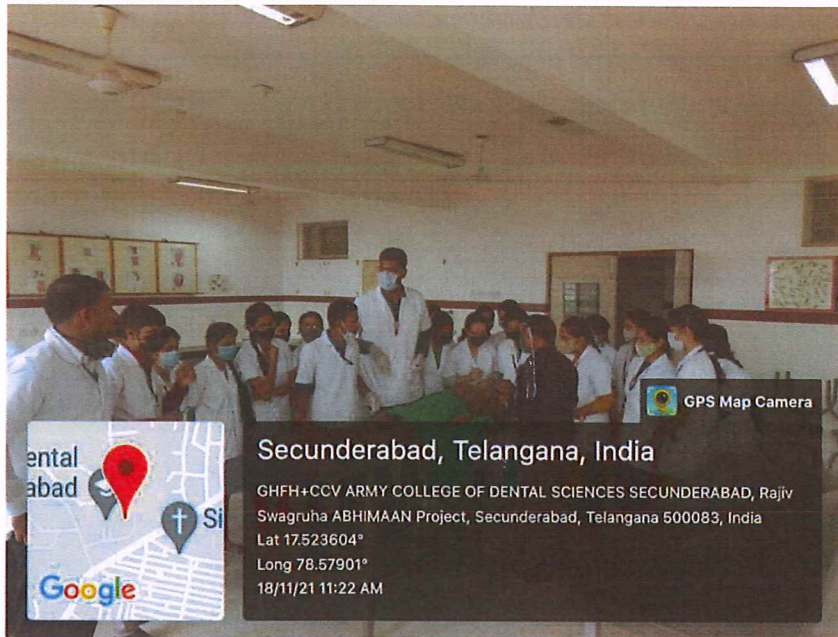 GPS Map Camera
ental
abad
Si
Google
Secunderabad, Telangana, India
GHFH+CCV ARMY COLLEGE OF DENTAL SCIENCES SECUNDERABAD, Rajiv
Swagruha ABHIMAAN Project, Secunderabad, Telangana 500083, India
Lat 17.523604°
Long 78.57901°
18/11/21 11:22 AM